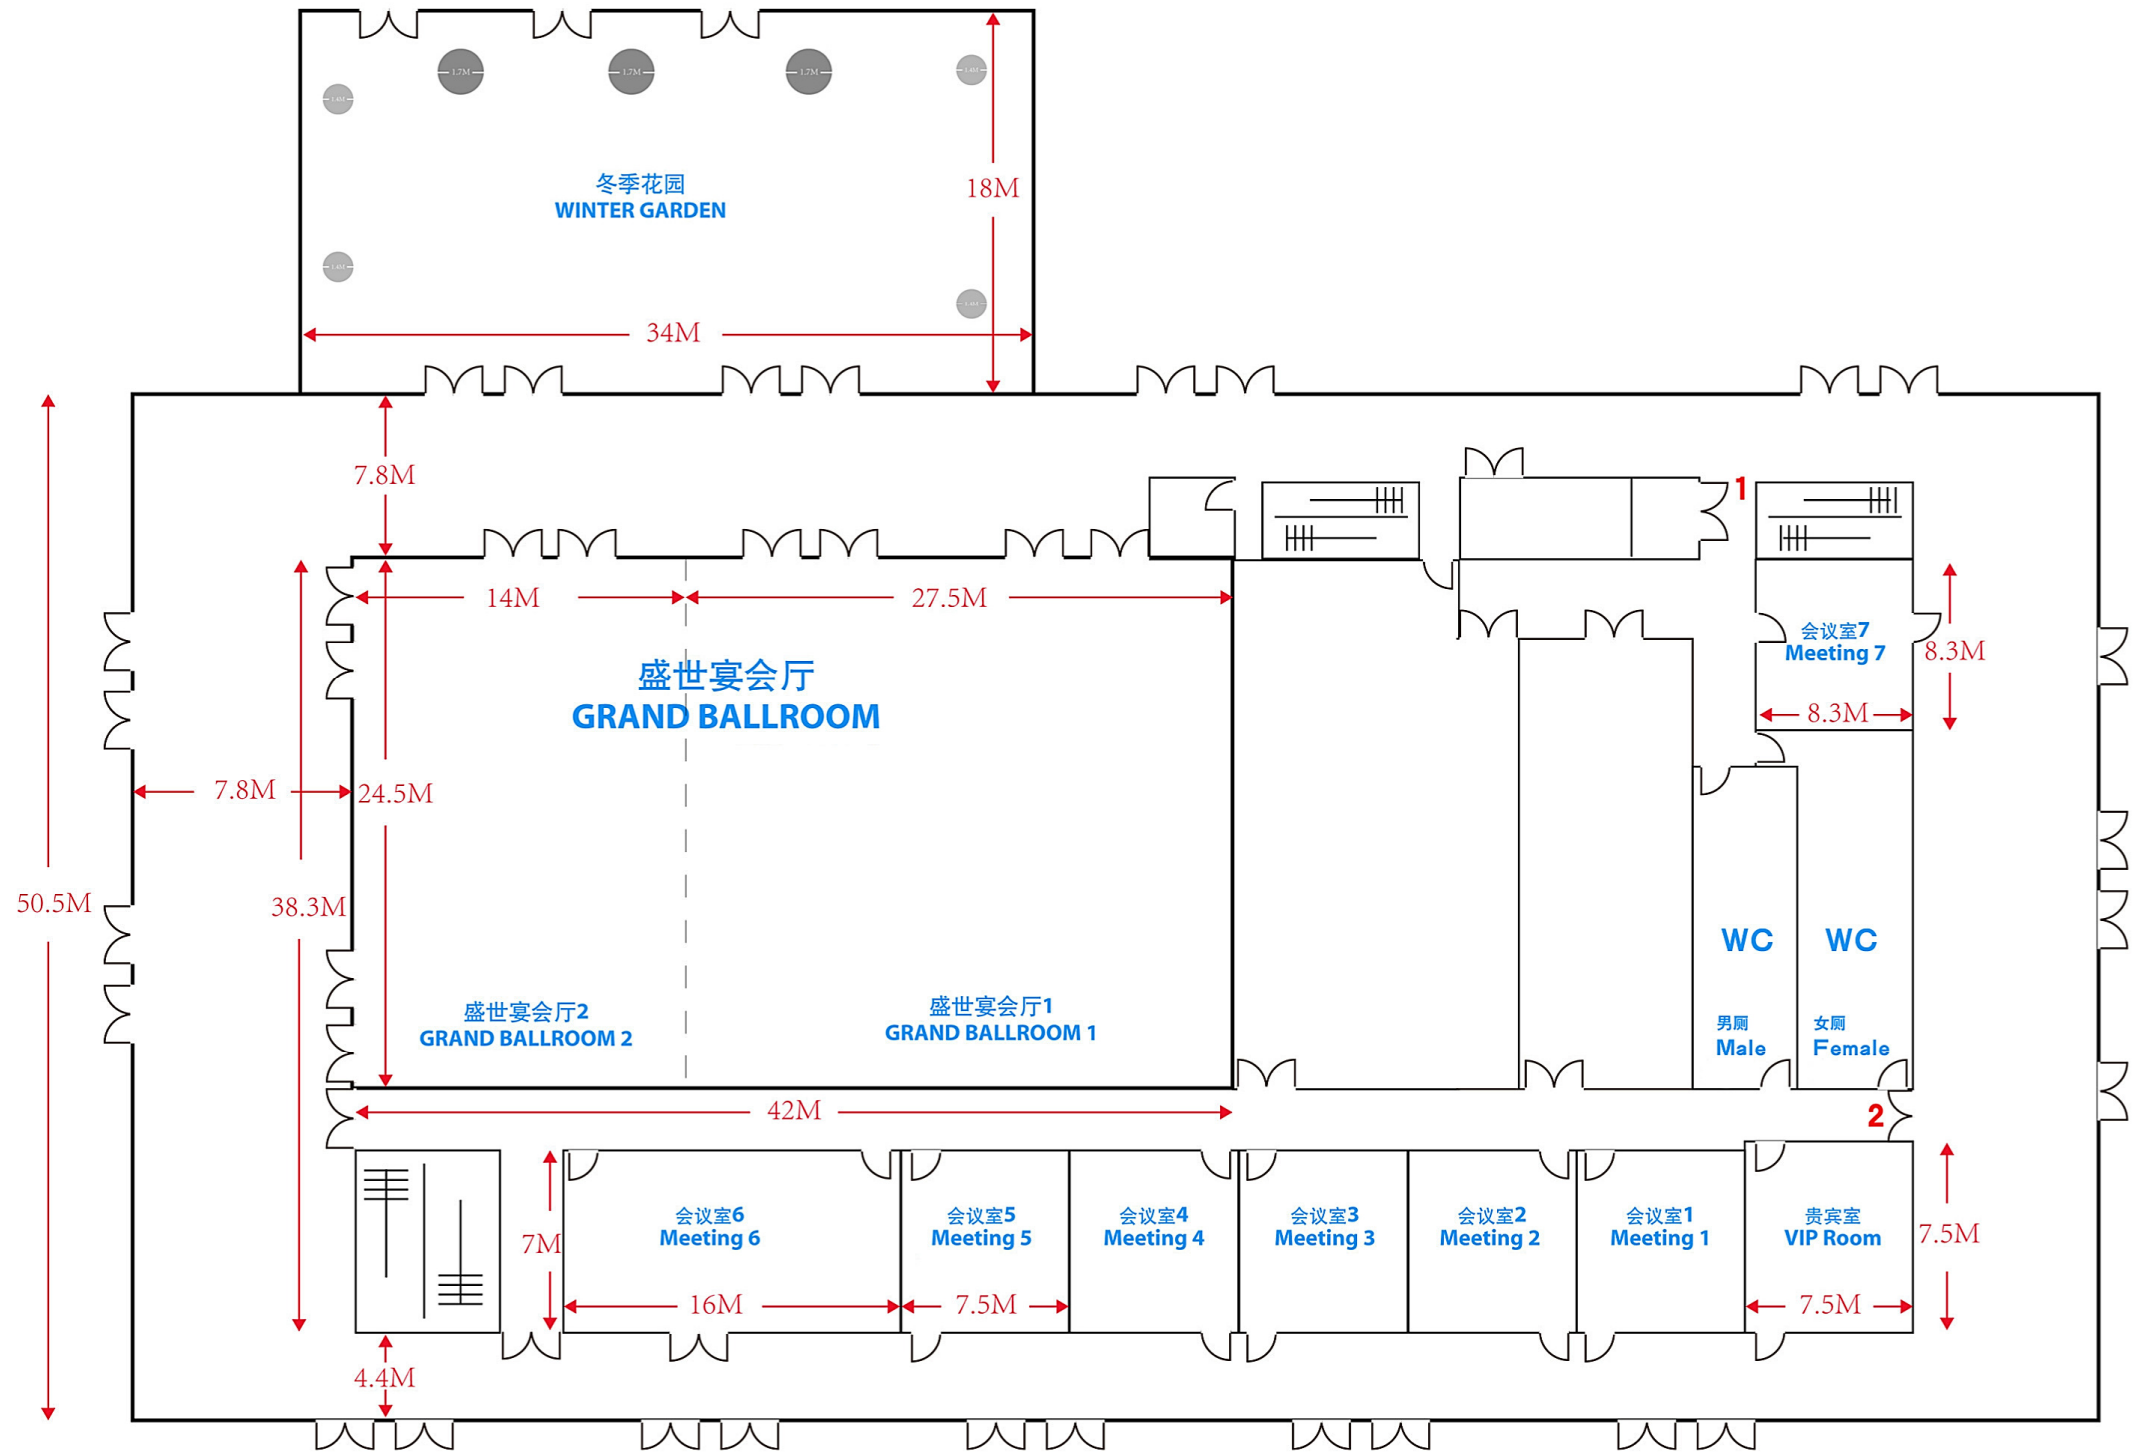 1.7M
1.7M
1.7M
冬季花园
WINTER GARDEN
18M
34M
7.8M
1
14M
27.5M
会议室7
Meeting 7
8.3M
8.3M
盛世宴会厅
GRAND BALLROOM
7.8M
24.5M
50.5M
38.3M
WC
WC
盛世宴会厅2
GRAND BALLROOM 2
盛世宴会厅1
GRAND BALLROOM 1
男厕
Male
女厕
Female
42M
2
7M
会议室6
Meeting 6
会议室5
Meeting 5
会议室4
Meeting 4
会议室3
Meeting 3
会议室2
Meeting 2
会议室1
Meeting 1
贵宾室
VIP Room
7.5M
16M
7.5M
7.5M
4.4M